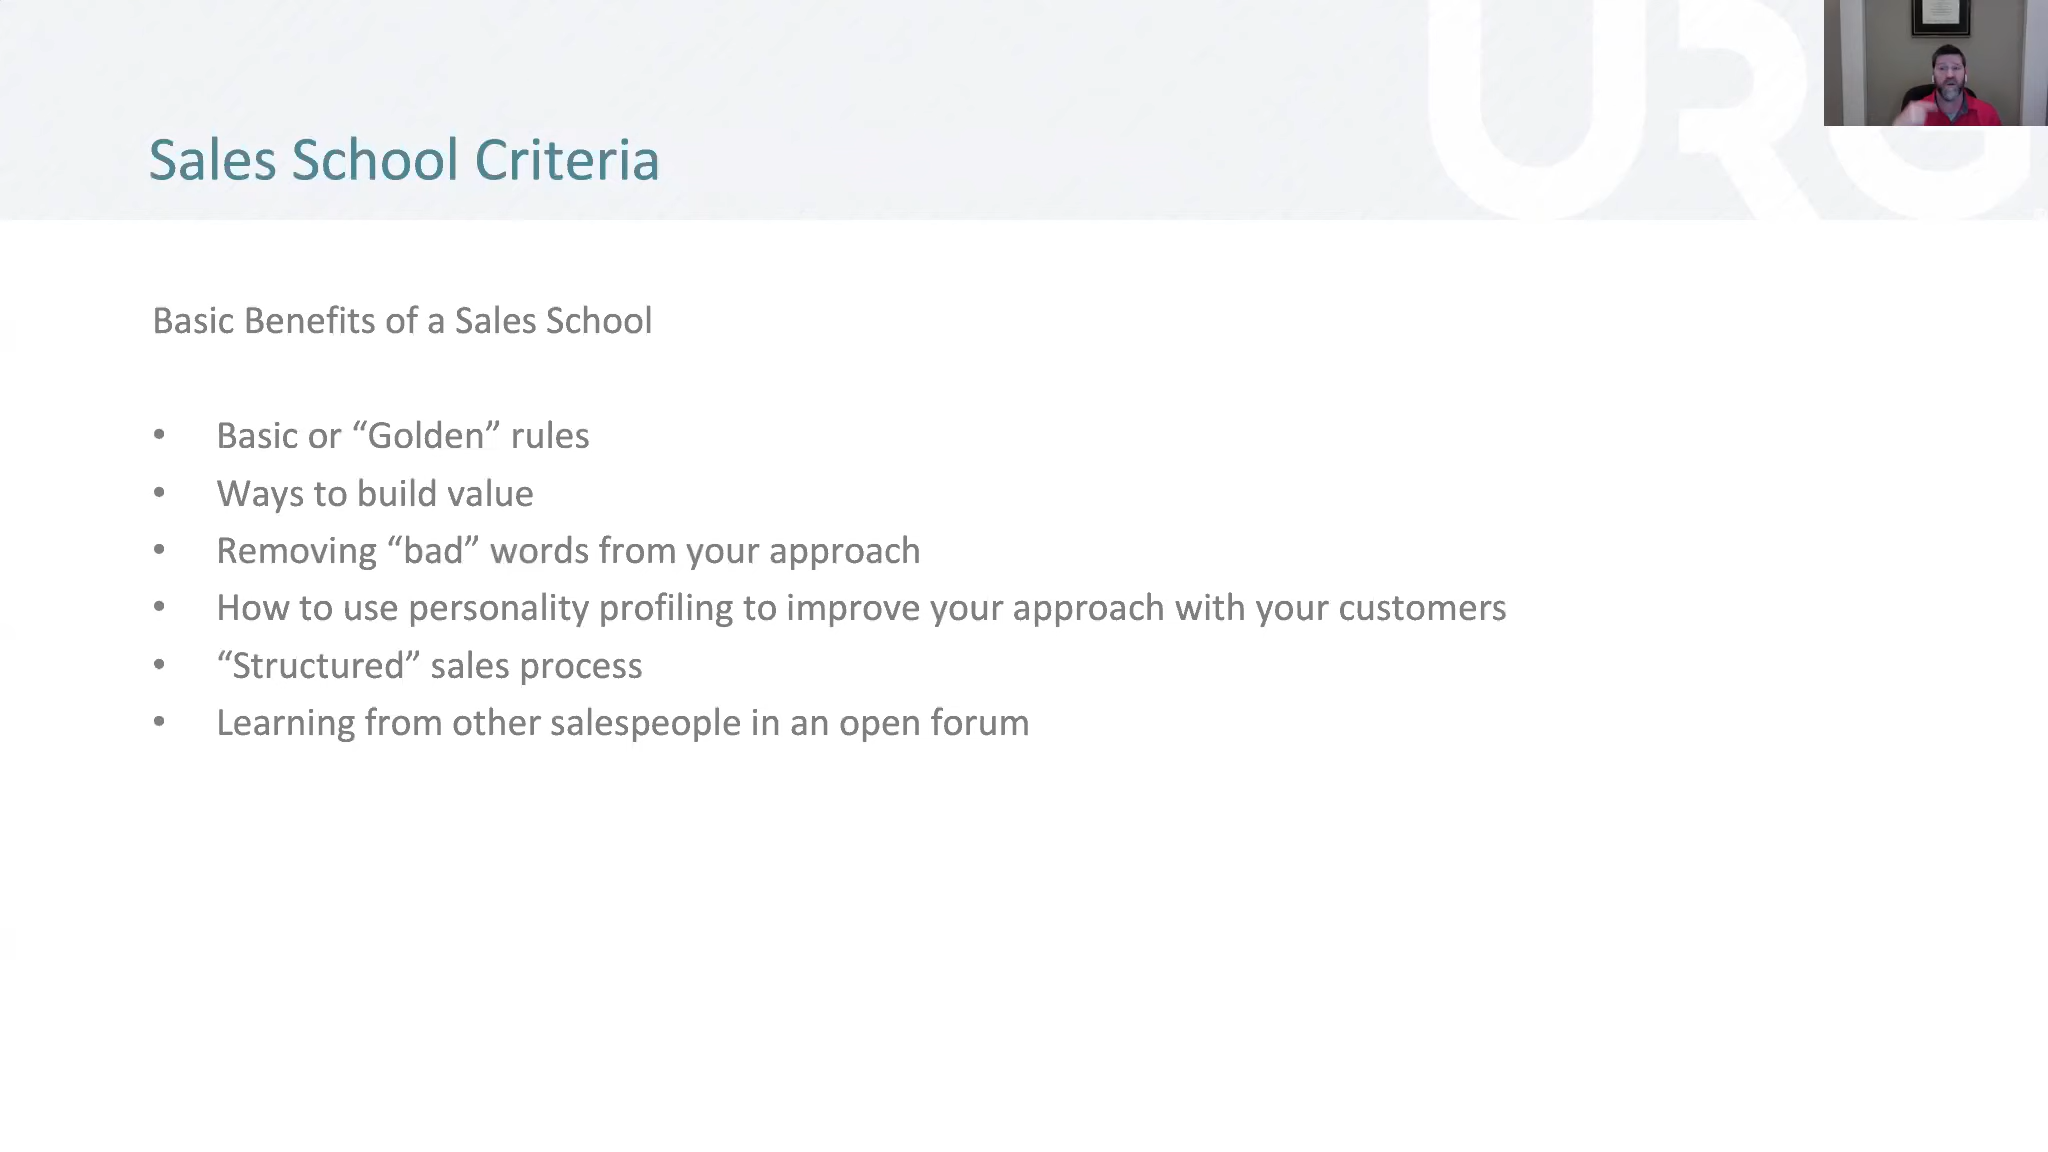 URG
Sales School Criteria
Basic Benefits of a Sales School
• Basic or “Golden” rules
• Ways to build value
• Removing “bad” words from your approach
• How to use personality profiling to improve your approach with your customers
• “Structured” sales process
• Learning from other salespeople in an open forum